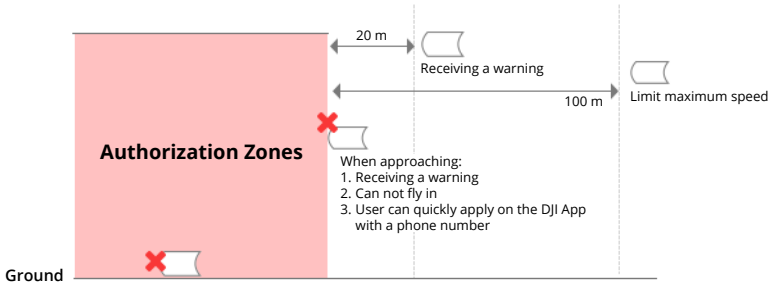 20 m
Receiving a warning
100 m
Limit maximum speed
Authorization Zones
When approaching:
1. Receiving a warning
2. Can not fly in
3. User can quickly apply on the DJI App
with a phone number
Ground